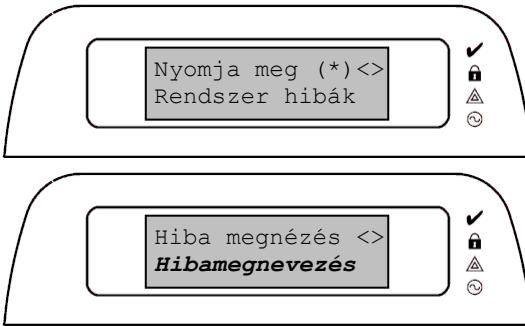 Nyomja meg (*)<>
Rendszer hibák
Hiba megnézés <>
Hibamegnevezés